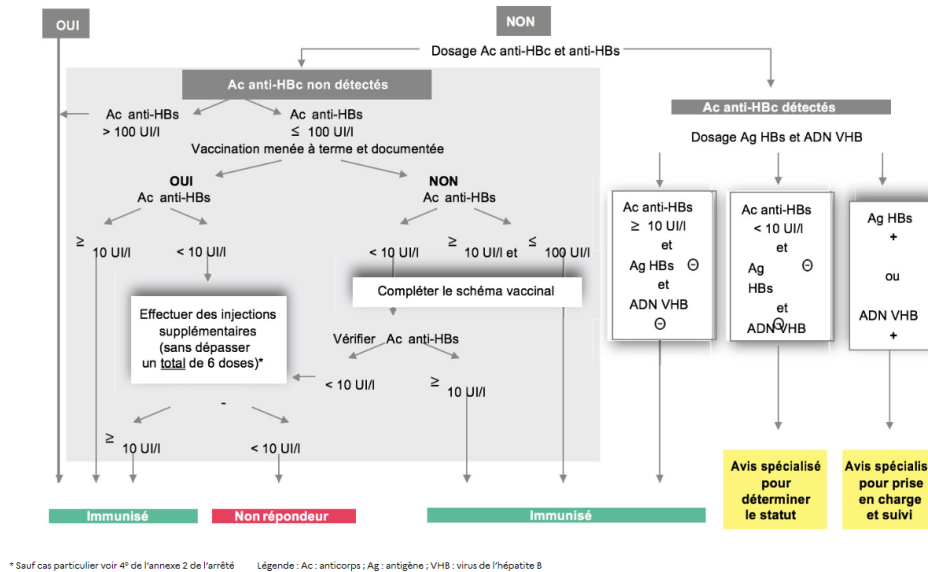 OUI
NON
Dosage Ac anti-HBc et anti-HBs
Ac anti-HBc non détectés
Ac anti-HBs
> 100 UI/l
Ac anti-HBs
≤ 100 UI/l
Vaccination menée à terme et documentée
OUI
Ac anti-HBs
NON
Ac anti-HBs
≥ 10 UI/l
< 10 UI/l
< 10 UI/l
≥ 10 UI/l et ≤ 100 UI/l
Effectuer des injections
supplémentaires
(sans dépasser
un total de 6 doses)*
Compléter le schéma vaccinal
Vérifier Ac anti-HBs
< 10 UI/l
≥ 10 UI/l
-
≥ 10 UI/l
< 10 UI/l
Ac anti-HBc détectés
Dosage Ag HBs et ADN VHB
Ac anti-HBs
≥ 10 UI/l
et
Ag HBs ⊖
et
ADN VHB
⊖
Ac anti-HBs
< 10 UI/l
et
Ag ⊖
HBs
et
ADN VHB
⊖
Ag HBs
+
ou
ADN VHB
+
Immunisé
Non répondeur
Immunisé
Avis spécialisé
pour
déterminer
le statut
Avis spécialis
pour prise
en charge
et suivi
* Sauf cas particulier voir 4° de l'annexe 2 de l'arrêté Légende : Ac : anticorps ; Ag : antigène ; VHB : virus de l'hépatite B